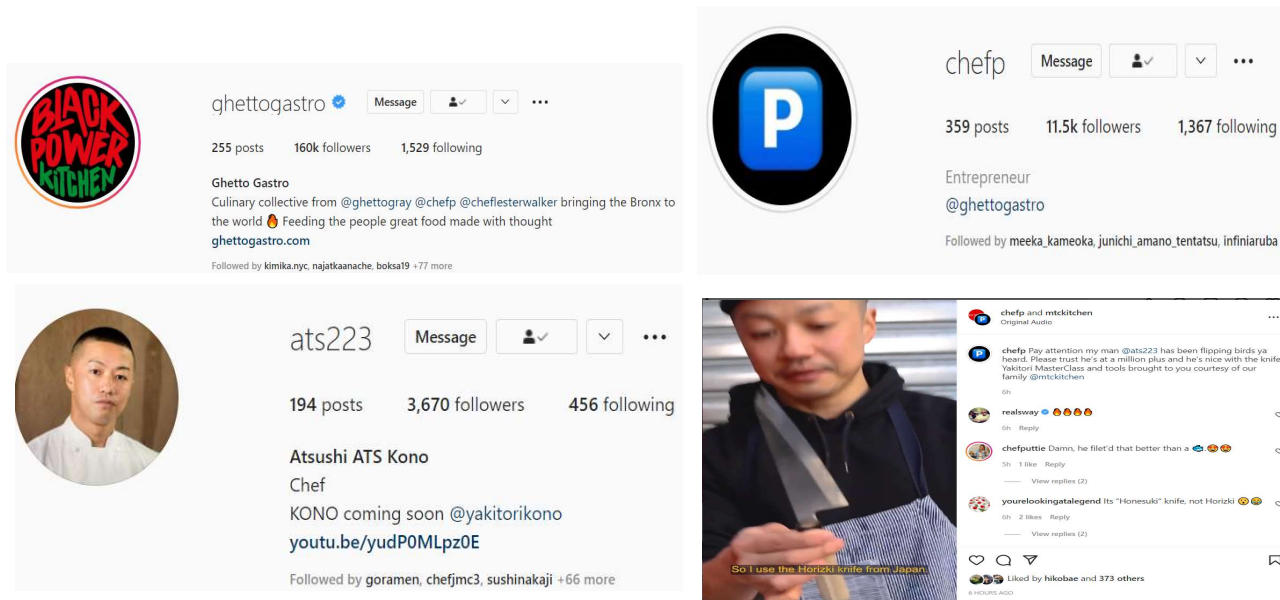 BLACK
POWER
KITCHEN
ghettogastro Message
255 posts 160k followers 1,529 following
Ghetto Gastro
Culinary collective from @ghettogray @chefp @cheflesterwalker bringing the Bronx to
the world 🔥 Feeding the people great food made with thought
ghettogastro.com
Followed by kimika.nyc, najatkaanache, boksa19 +77 more
P
chefp Message
359 posts 11.5k followers 1,367 following
Entrepreneur
@ghettogastro
Followed by meeka_kameoka, junichi_amano_tentatsu, infiniaruba
ats223 Message
194 posts 3,670 followers 456 following
Atsushi ATS Kono
Chef
KONO coming soon @yakitorikono
youtu.be/yudP0MLpz0E
Followed by goramen, chefjmc3, sushinakaji +66 more
So I use the Horizki knife from Japan.
chefp and mtckitchen
Original Audio
chefp Pay attention my man @ats223 has been flipping birds ya
heard. Please trust he's at a million plus and he's nice with the knife
Yakitori MasterClass and tools brought to you courtesy of our
family @mtckitchen
6h
realsway 🔥🔥🔥🔥
6h Reply
chefputtie Damn, he filet'd that better than a 🐟.🥵🥵
5h 1 like Reply
View replies (2)
yourelookingatalegend Its "Honesuki" knife, not Horizki 😮😂
6h 2 likes Reply
View replies (2)
Liked by hikobae and 373 others
6 HOURS AGO